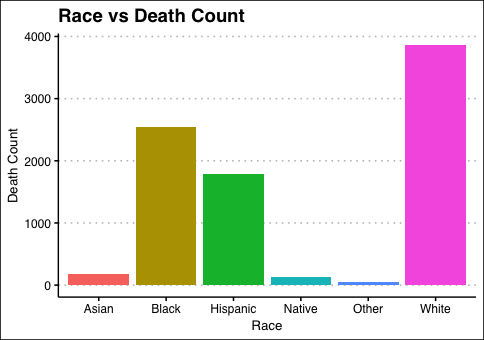 Race vs Death Count
Death Count
4000
3000
2000
1000
0
Asian Black Hispanic Native Other White
Race